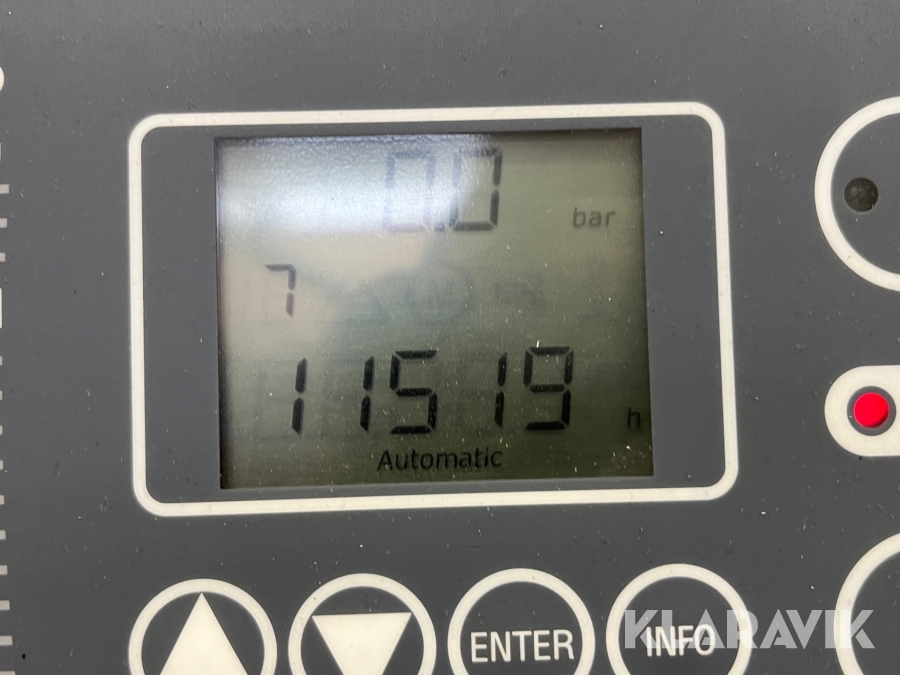 0.0 bar
7
11519 h
Automatic
ENTER INFO
KLARAVIK